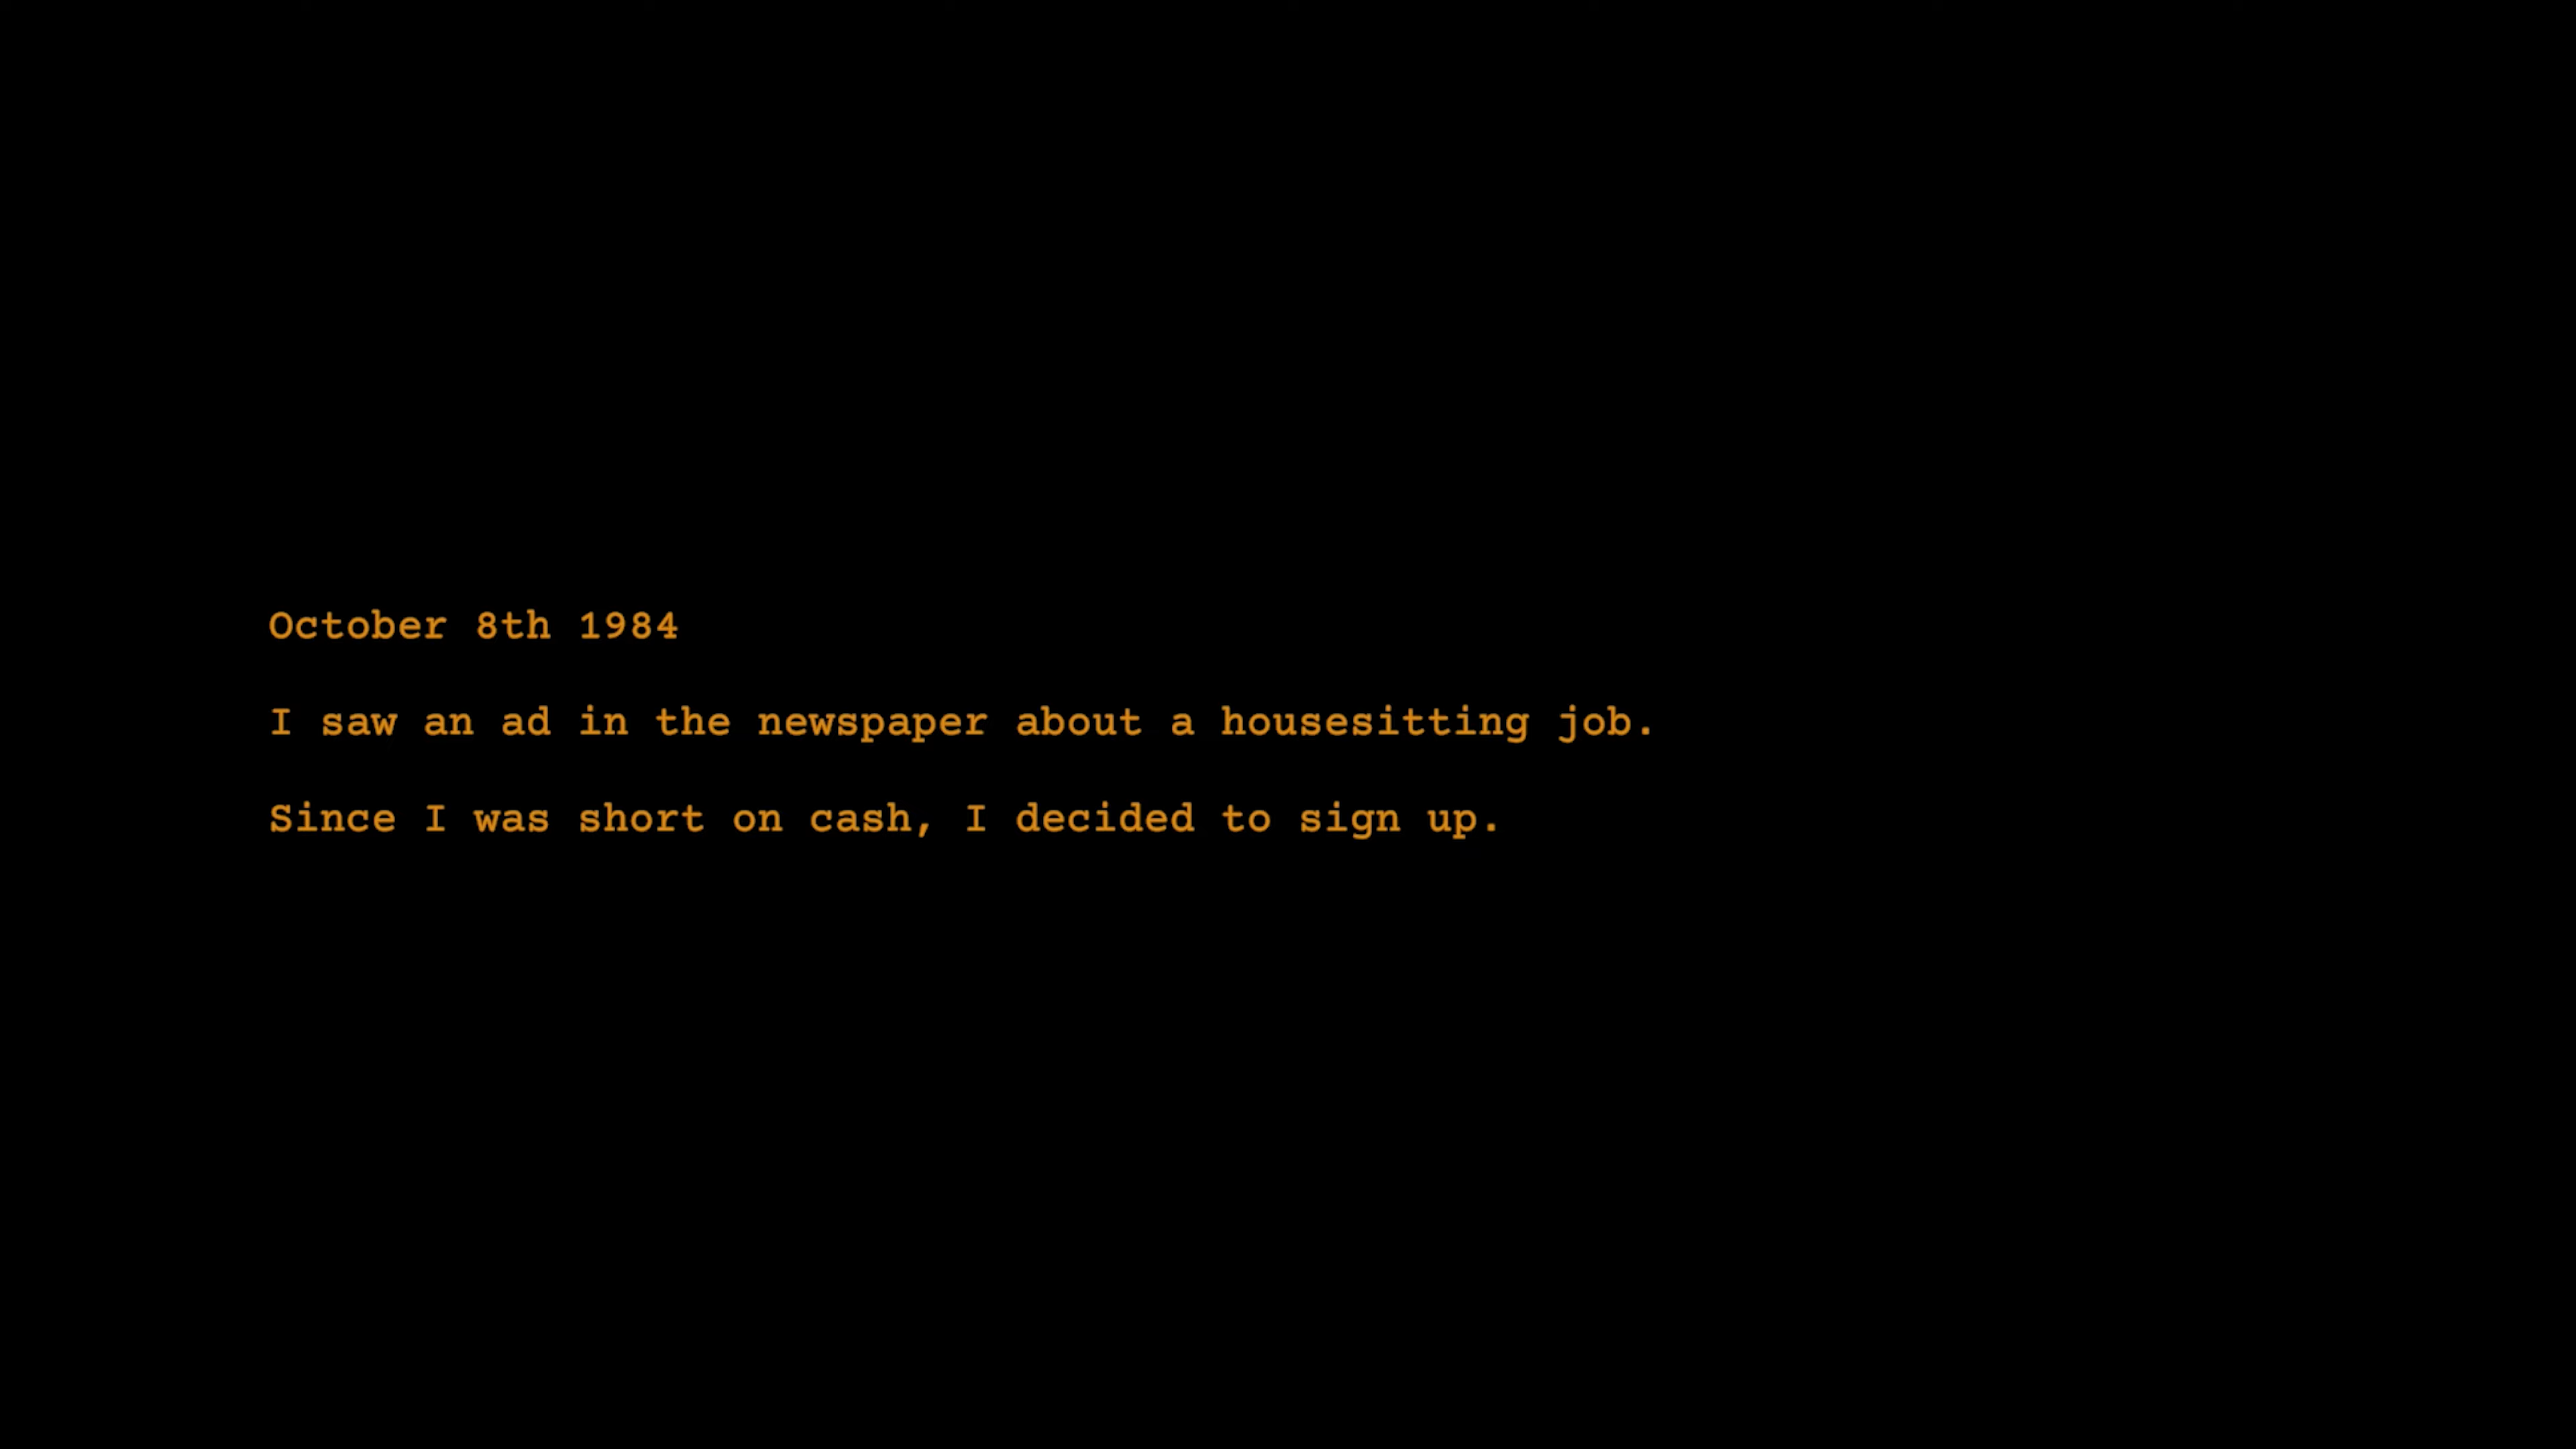 October 8th 1984
I saw an ad in the newspaper about a housesitting job.
Since I was short on cash, I decided to sign up.